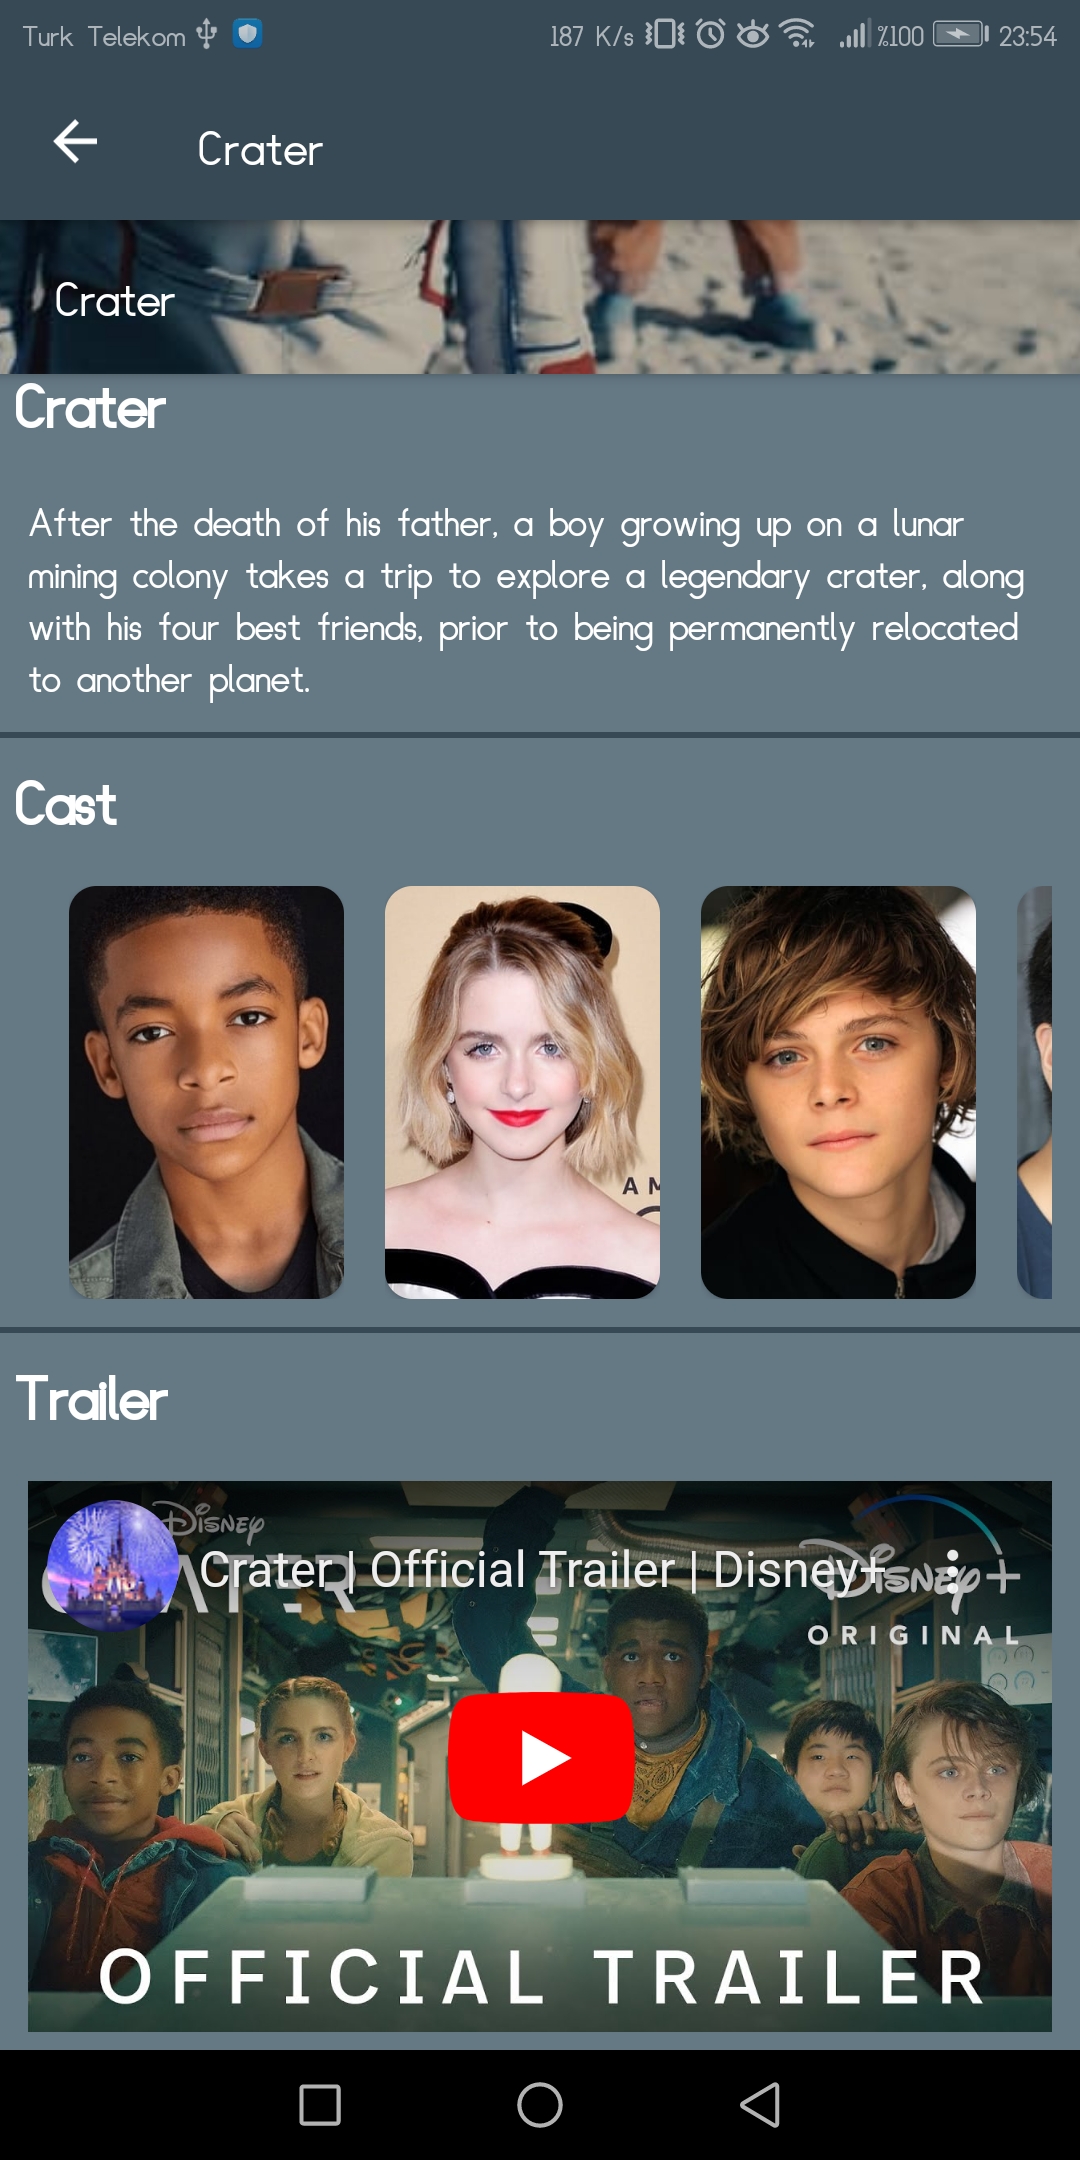 Turk Telekom
187 K/s
%100
23:54
Crater
Crater
Crater
After the death of his father, a boy growing up on a lunar
mining colony takes a trip to explore a legendary crater, along
with his four best friends, prior to being permanently relocated
to another planet.
Cast
A M
Trailer
Disney
Crater | Official Trailer | Disney+
Disney+
ORIGINAL
OFFICIAL TRAILER